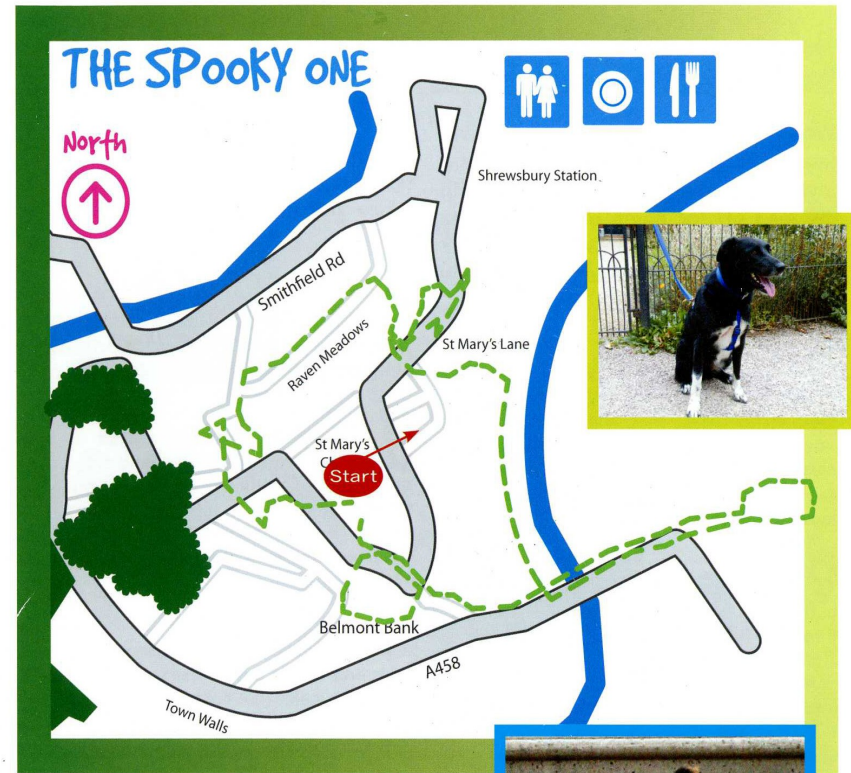 THE SPOOKY ONE
North
Shrewsbury Station
Smithfield Rd
Raven Meadows
St Mary's Lane
St Mary's
Start
Belmont Bank
A458
Town Walls